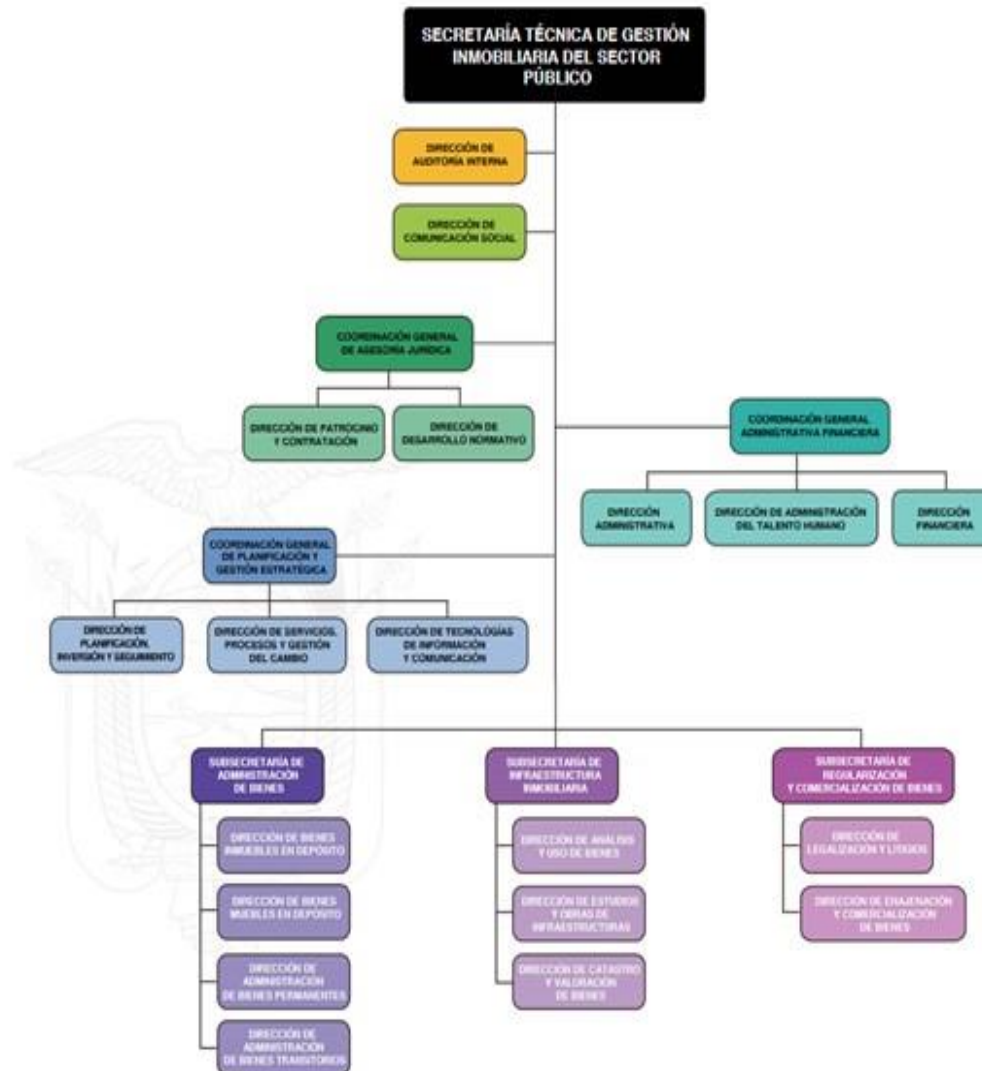 SECRETARÍA TÉCNICA DE GESTIÓN
INMOBILIARIA DEL SECTOR
PÚBLICO
DIRECCIÓN DE
AUDITORÍA INTERNA
DIRECCIÓN DE
COMUNICACIÓN SOCIAL
COORDINACIÓN GENERAL
DE ASESORÍA JURÍDICA
DIRECCIÓN DE PATROCINIO
Y CONTRATACIÓN
DIRECCIÓN DE
DESARROLLO NORMATIVO
COORDINACIÓN GENERAL
ADMINISTRATIVA FINANCIERA
DIRECCIÓN
ADMINISTRATIVA
DIRECCIÓN DE ADMINISTRACIÓN
DEL TALENTO HUMANO
DIRECCIÓN
FINANCIERA
COORDINACIÓN GENERAL
DE PLANIFICACIÓN Y
GESTIÓN ESTRATÉGICA
DIRECCIÓN DE
PLANIFICACIÓN,
INVERSIÓN Y SEGUIMIENTO
DIRECCIÓN DE SERVICIOS,
PROCESOS Y GESTIÓN
DEL CAMBIO
DIRECCIÓN DE TECNOLOGÍAS
DE INFORMACIÓN
Y COMUNICACIÓN
SUBSECRETARÍA DE
ADMINISTRACIÓN
DE BIENES
DIRECCIÓN DE BIENES
INMUEBLES EN DEPÓSITO
DIRECCIÓN DE BIENES
MUEBLES EN DEPÓSITO
DIRECCIÓN DE
ADMINISTRACIÓN
DE BIENES PERMANENTES
DIRECCIÓN DE
ADMINISTRACIÓN
DE BIENES TRANSITORIOS
SUBSECRETARÍA DE
INFRAESTRUCTURA
INMOBILIARIA
DIRECCIÓN DE ANÁLISIS
Y USO DE BIENES
DIRECCIÓN DE ESTUDIOS
Y OBRAS DE
INFRAESTRUCTURAS
DIRECCIÓN DE CATASTRO
Y VALORACIÓN
DE BIENES
SUBSECRETARÍA DE
REGULARIZACIÓN
Y COMERCIALIZACIÓN DE BIENES
DIRECCIÓN DE
LEGALIZACIÓN Y LITIGIOS
DIRECCIÓN DE ENAJENACIÓN
Y COMERCIALIZACIÓN
DE BIENES